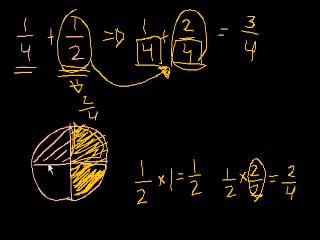 1/4 + 1/2 ⇒ 1/4 + 2/4 = 3/4
2/4
1/2 × 1 = 1/2
1/2 × 2/2 = 2/4